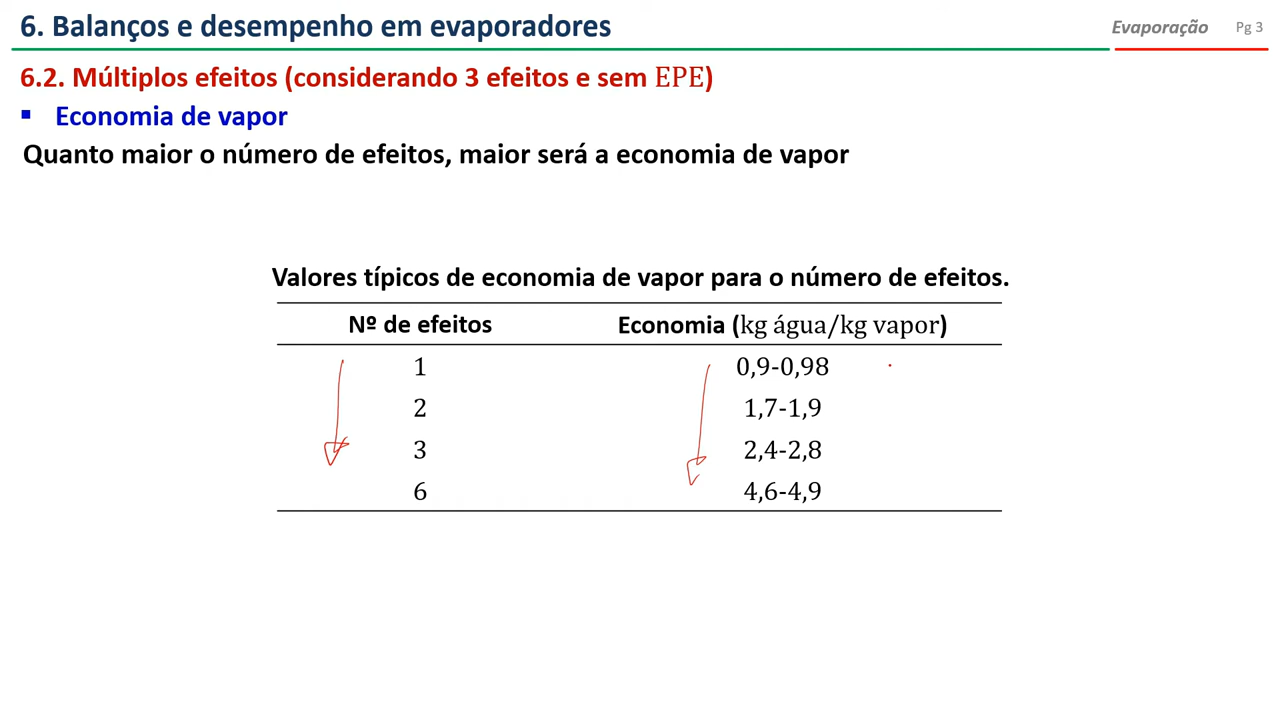 6. Balanços e desempenho em evaporadores
Evaporação Pg 3
6.2. Múltiplos efeitos (considerando 3 efeitos e sem EPE)
▪ Economia de vapor
Quanto maior o número de efeitos, maior será a economia de vapor
Valores típicos de economia de vapor para o número de efeitos.
Nº de efeitos Economia (kg água/kg vapor)
1 0,9-0,98
2 1,7-1,9
3 2,4-2,8
6 4,6-4,9